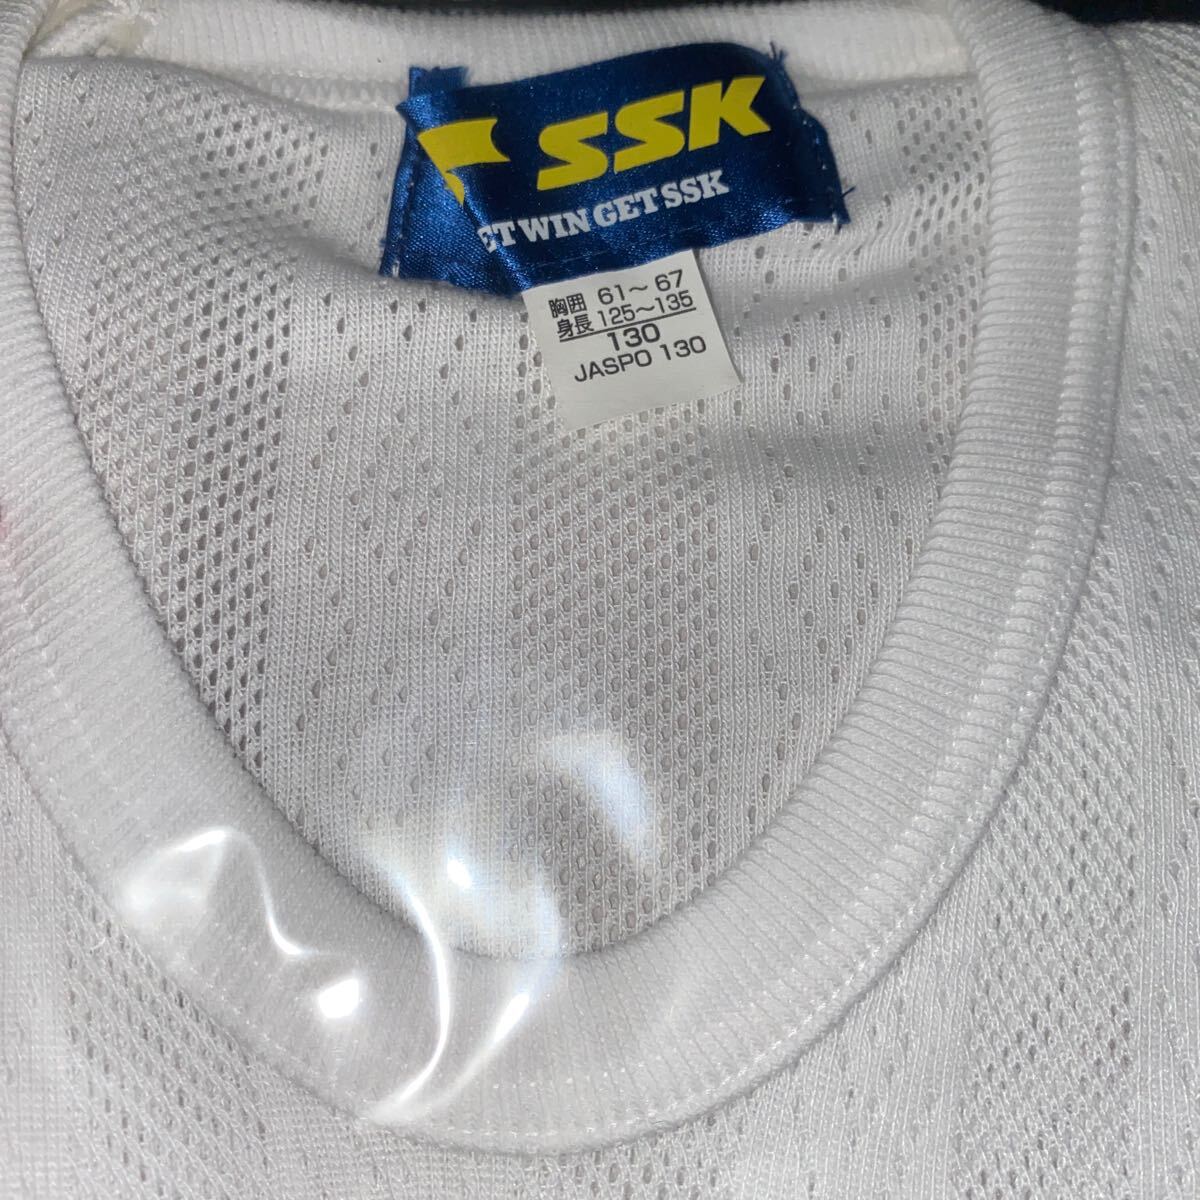 SSK
ET WIN GET SSK
胸囲 61～67
身長 125～135
130
JASPO 130